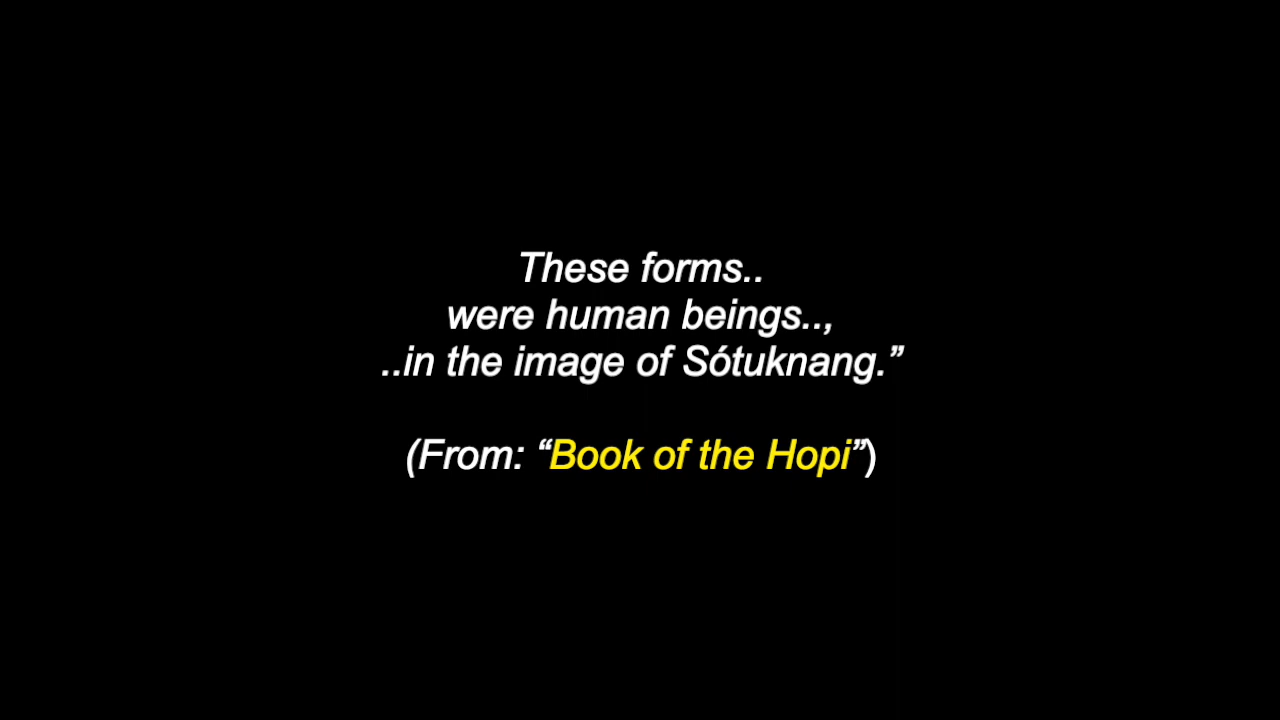 These forms..
were human beings..,
..in the image of Sótuknang.”
(From: “Book of the Hopi”)